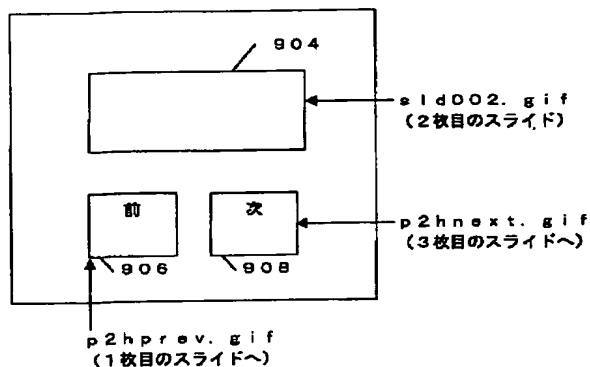 904
sld002. gif
(2枚目のスライド)
前
次
p2hnext. gif
(3枚目のスライドへ)
906
908
p2hprev. gif
(1枚目のスライドへ)